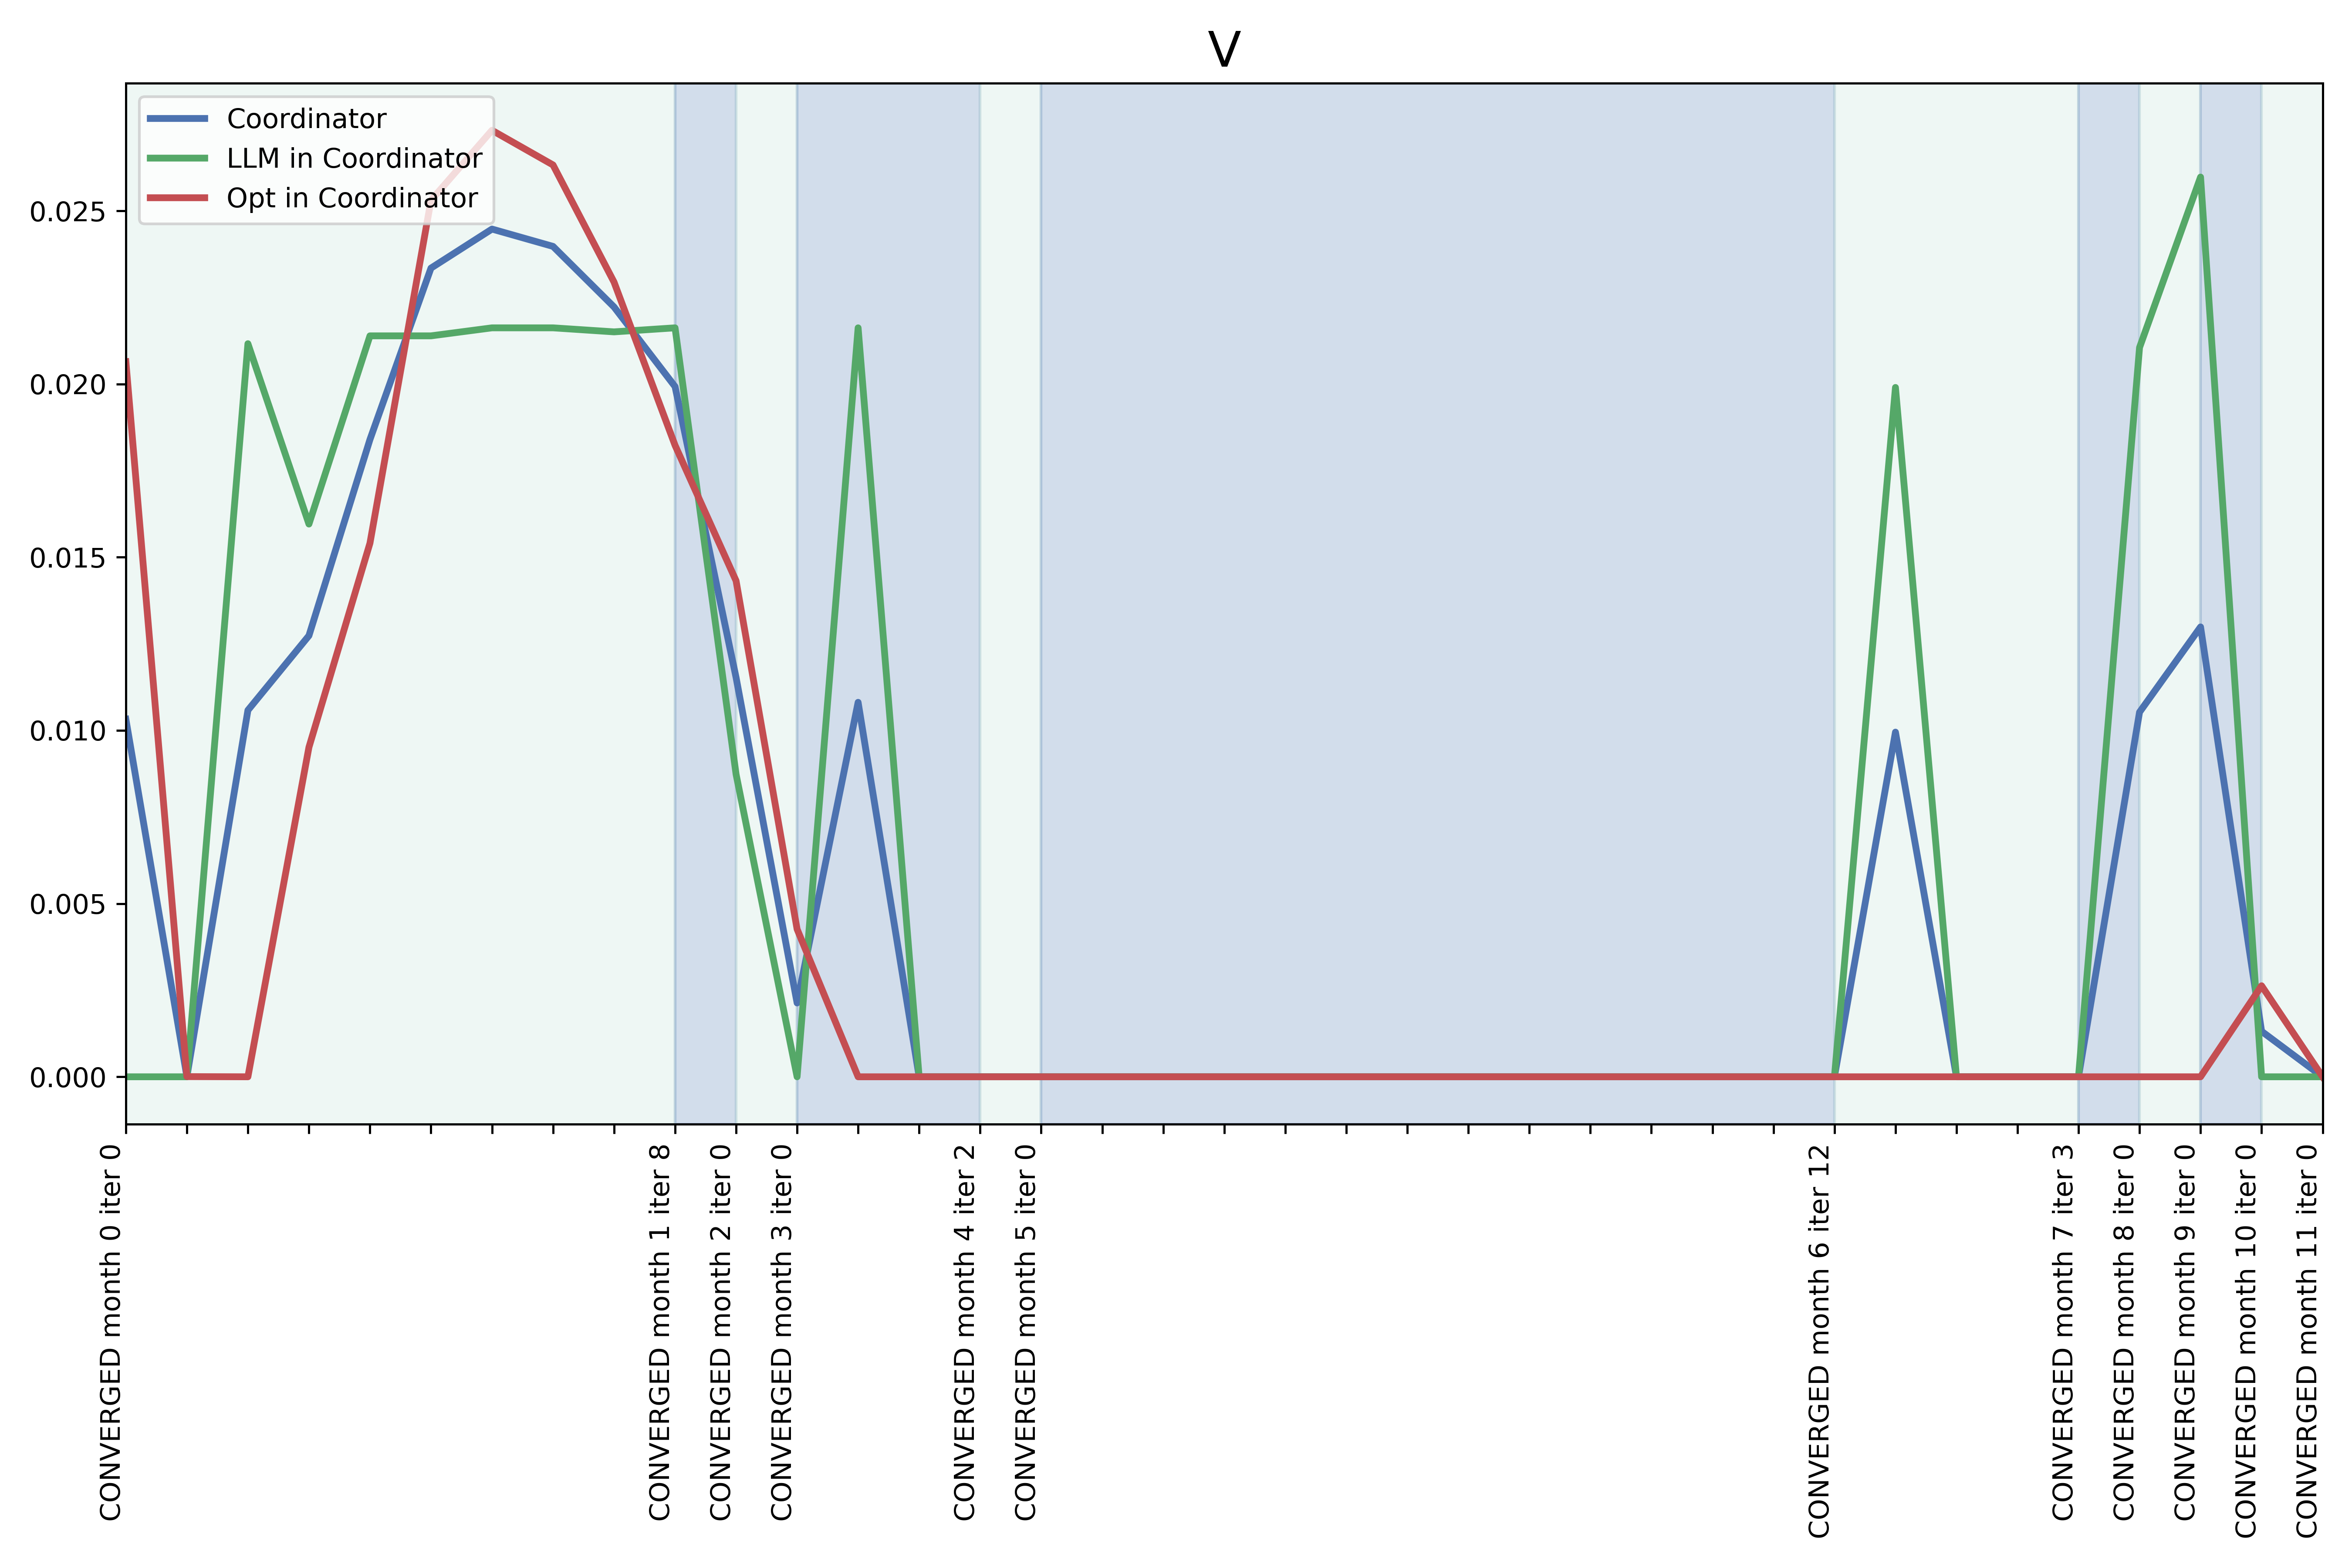 V
Coordinator
LLM in Coordinator
Opt in Coordinator
0.025
0.020
0.015
0.010
0.005
0.000
CONVERGED month 0 iter 0
CONVERGED month 1 iter 8
CONVERGED month 2 iter 0
CONVERGED month 3 iter 0
CONVERGED month 4 iter 2
CONVERGED month 5 iter 0
CONVERGED month 6 iter 12
CONVERGED month 7 iter 3
CONVERGED month 8 iter 0
CONVERGED month 9 iter 0
CONVERGED month 10 iter 0
CONVERGED month 11 iter 0